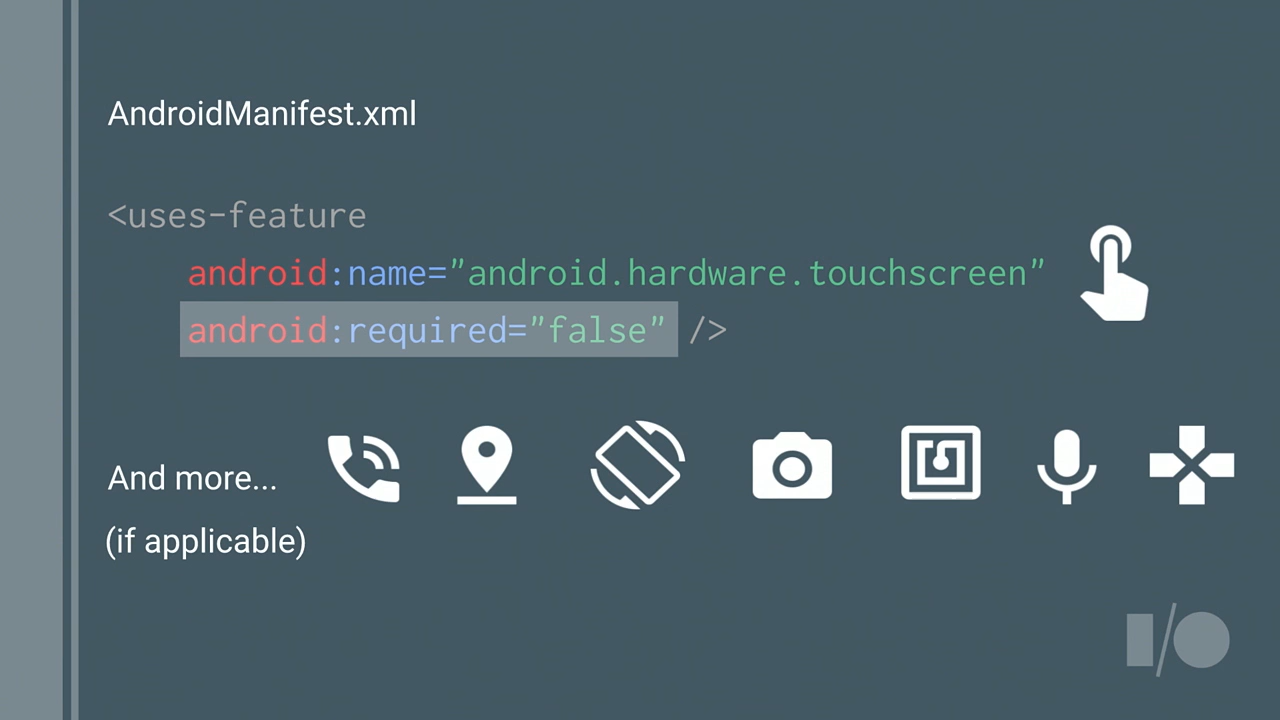 AndroidManifest.xml
<uses-feature
android:name="android.hardware.touchscreen"
android:required="false" />
And more...
(if applicable)
I/O